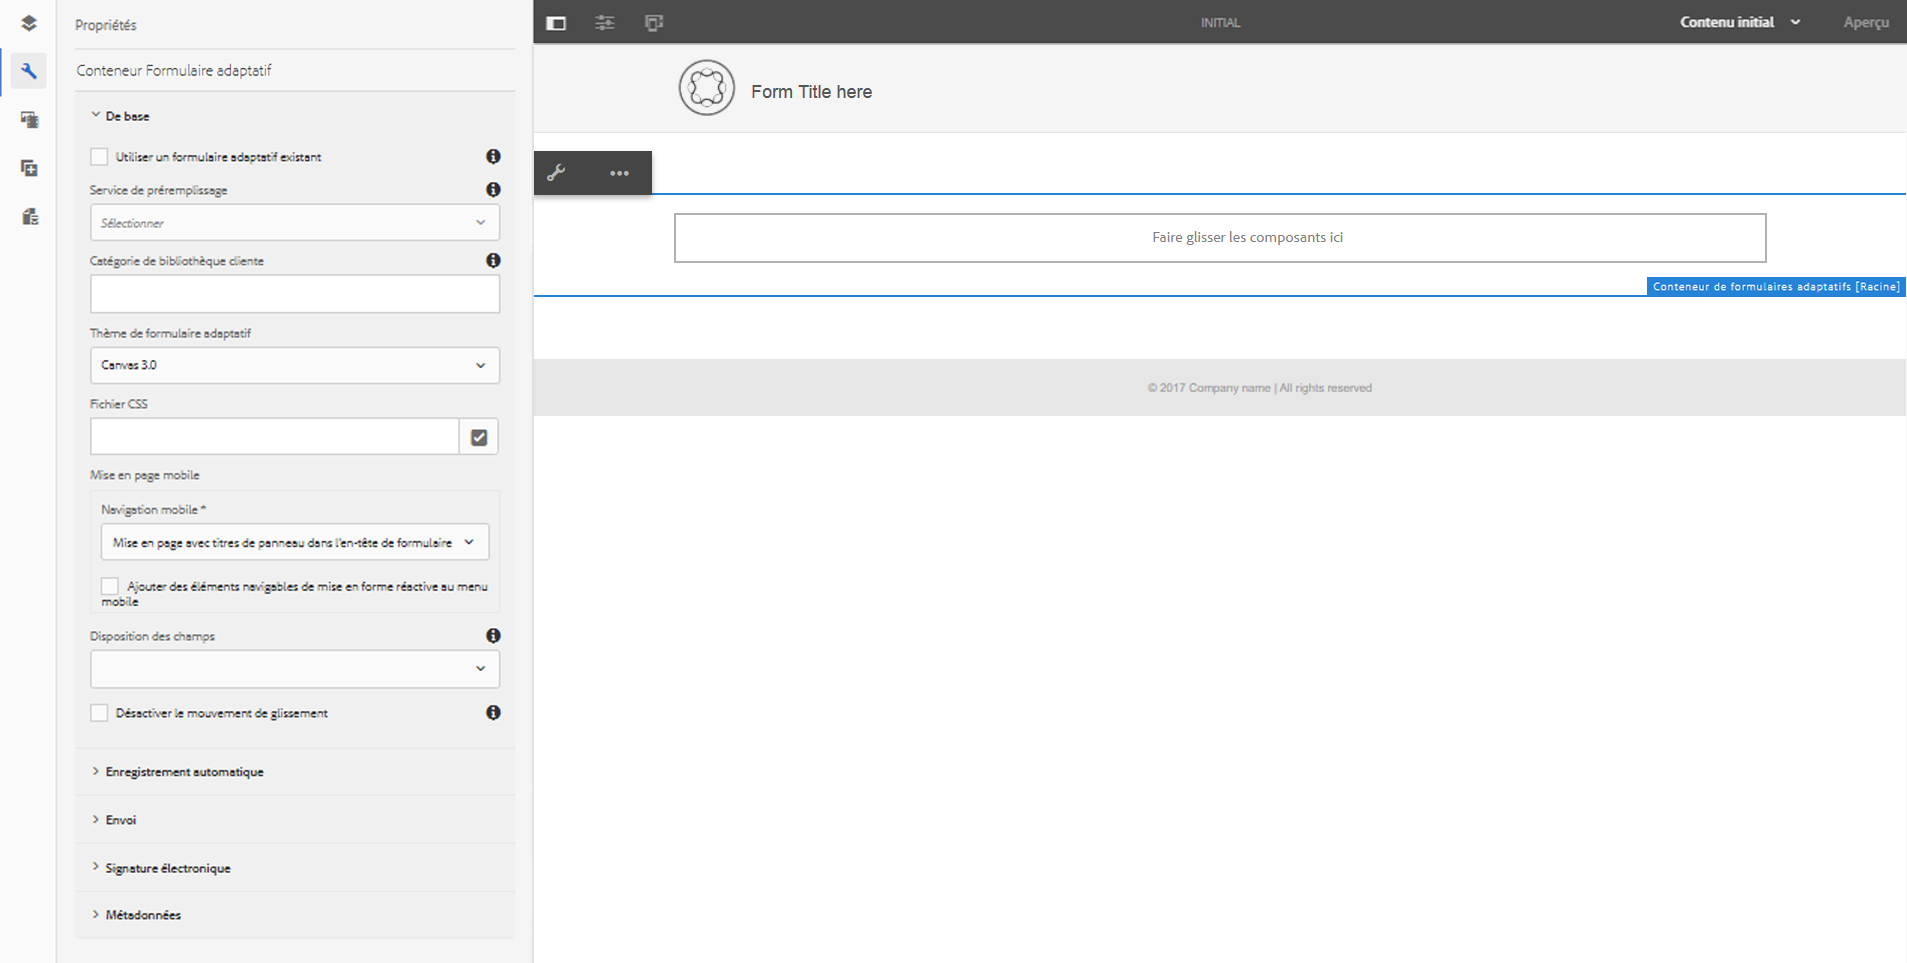 Propriétés
Conteneur Formulaire adaptatif
De base
Utiliser un formulaire adaptatif existant
Service de préremplissage
Sélectionner
Catégorie de bibliothèque cliente
Thème de formulaire adaptatif
Canvas 3.0
Fichier CSS
Mise en page mobile
Navigation mobile *
Mise en page avec titres de panneau dans l'en-tête de formulaire
Ajouter des éléments navigables de mise en forme réactive au menu
mobile
Disposition des champs
Désactiver le mouvement de glissement
Enregistrement automatique
Envoi
Signature électronique
Métadonnées
INITIAL
Contenu initial
Aperçu
Form Title here
Faire glisser les composants ici
Conteneur de formulaires adaptatifs [Racine]
© 2017 Company name | All rights reserved